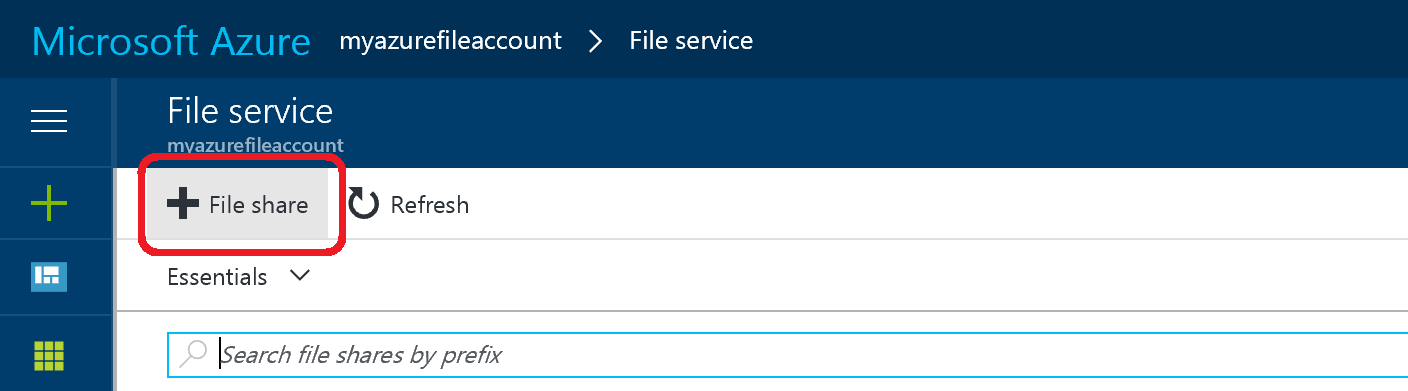 Microsoft Azure myazurefileaccount > File service
File service
myazurefileaccount
File share Refresh
Essentials
Search file shares by prefix